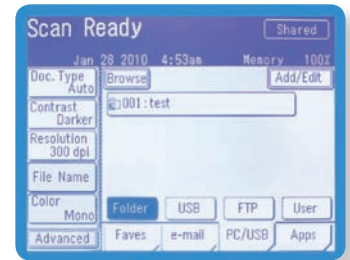 Scan Ready
Shared
Jan 28 2010 4:53am Memory 100%
Doc. Type
Auto
Browse
Add/Edit
Contrast
Darker
001:test
Resolution
300 dpi
File Name
Color
Mono
Folder
USB
FTP
User
Advanced
Faves
e-mail
PC/USB
Apps